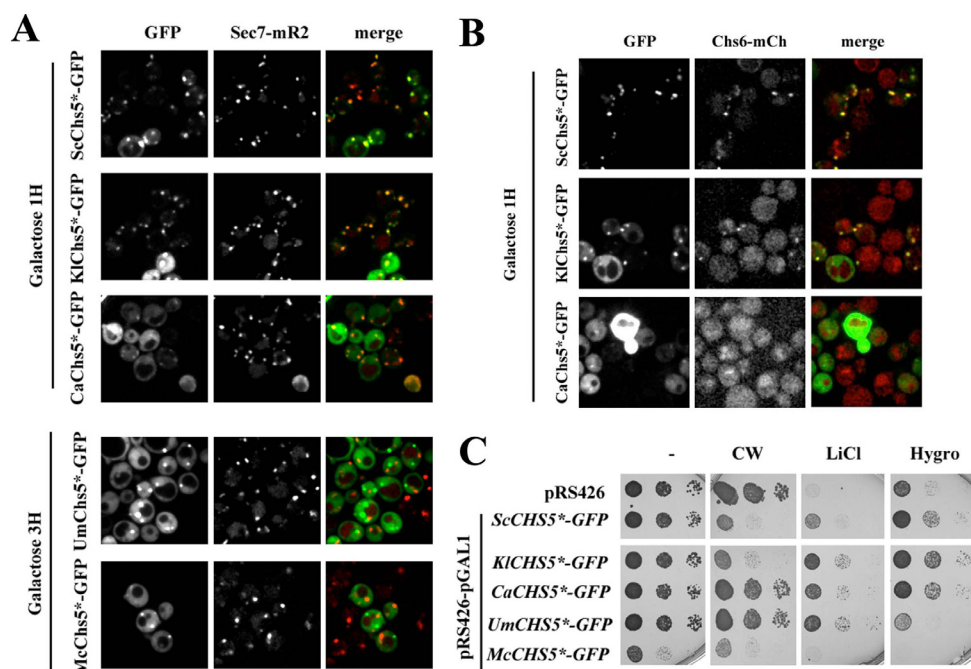 A
GFP Sec7-mR2 merge
Galactose 1H
ScChs5*-GFP
KlChs5*-GFP
CaChs5*-GFP
Galactose 3H
UmChs5*-GFP
McChs5*-GFP
B
GFP Chs6-mCh merge
Galactose 1H
ScChs5*-GFP
KlChs5*-GFP
CaChs5*-GFP
C
- CW LiCl Hygro
pRS426
pRS426-pGAL1
ScCHS5*-GFP
KlCHS5*-GFP
CaCHS5*-GFP
UmCHS5*-GFP
McCHS5*-GFP